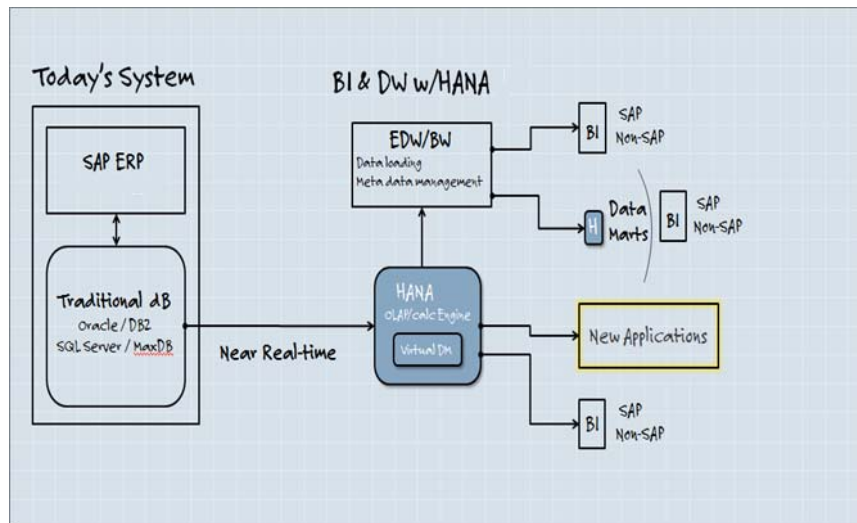 Today's System
SAP ERP
Traditional dB
Oracle / DB2
SQL Server / MaxDB
Near Real-time
BI & DW w/HANA
EDW/BW
Data loading
Meta data management
HANA
OLAP/calc Engine
Virtual DM
BI
SAP
Non-SAP
H
Data
Marts
BI
SAP
Non-SAP
New Applications
BI
SAP
Non-SAP